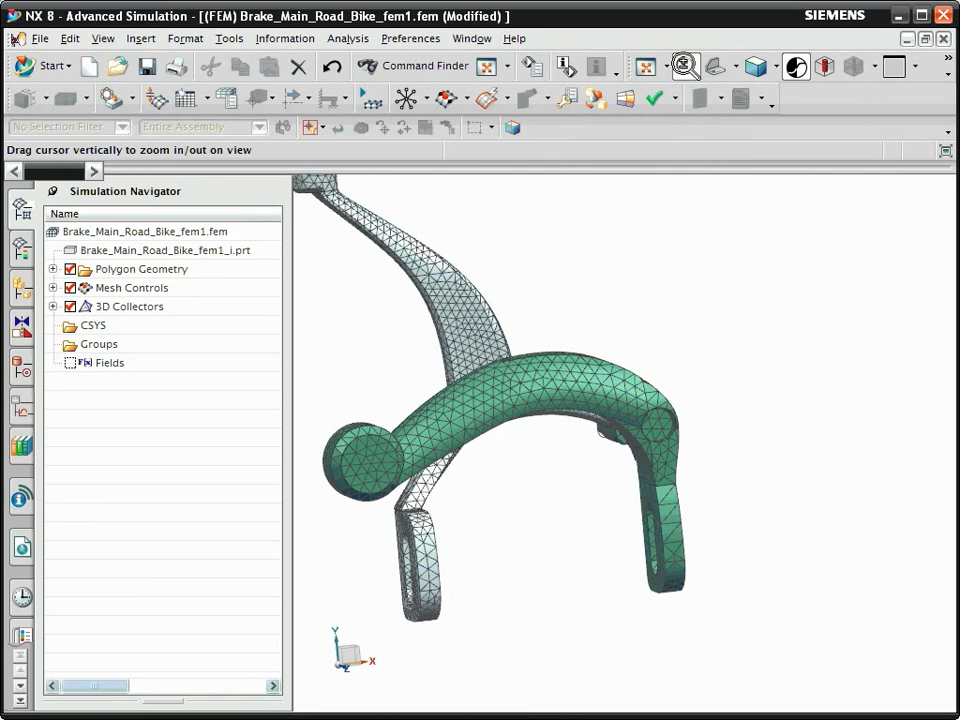 NX 8 - Advanced Simulation - [(FEM) Brake_Main_Road_Bike_fem1.fem (Modified) ]
SIEMENS
File Edit View Insert Format Tools Information Analysis Preferences Window Help
Start
Command Finder
No Selection Filter
Entire Assembly
Drag cursor vertically to zoom in/out on view
Simulation Navigator
Name
Brake_Main_Road_Bike_fem1.fem
Brake_Main_Road_Bike_fem1_i.prt
Polygon Geometry
Mesh Controls
3D Collectors
CSYS
Groups
F(x) Fields
Y
X
Z